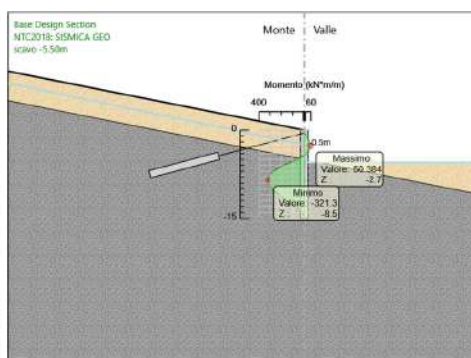 Base Design Section
NTC2018: SISMICA GEO
scavo -5.50m
Monte Valle
Momento (kN*m/m)
400 60
0
0.5m
Massimo
Valore: 50.384
Z : -2.7
Minimo
Valore: -321.3
Z : -8.5
-15